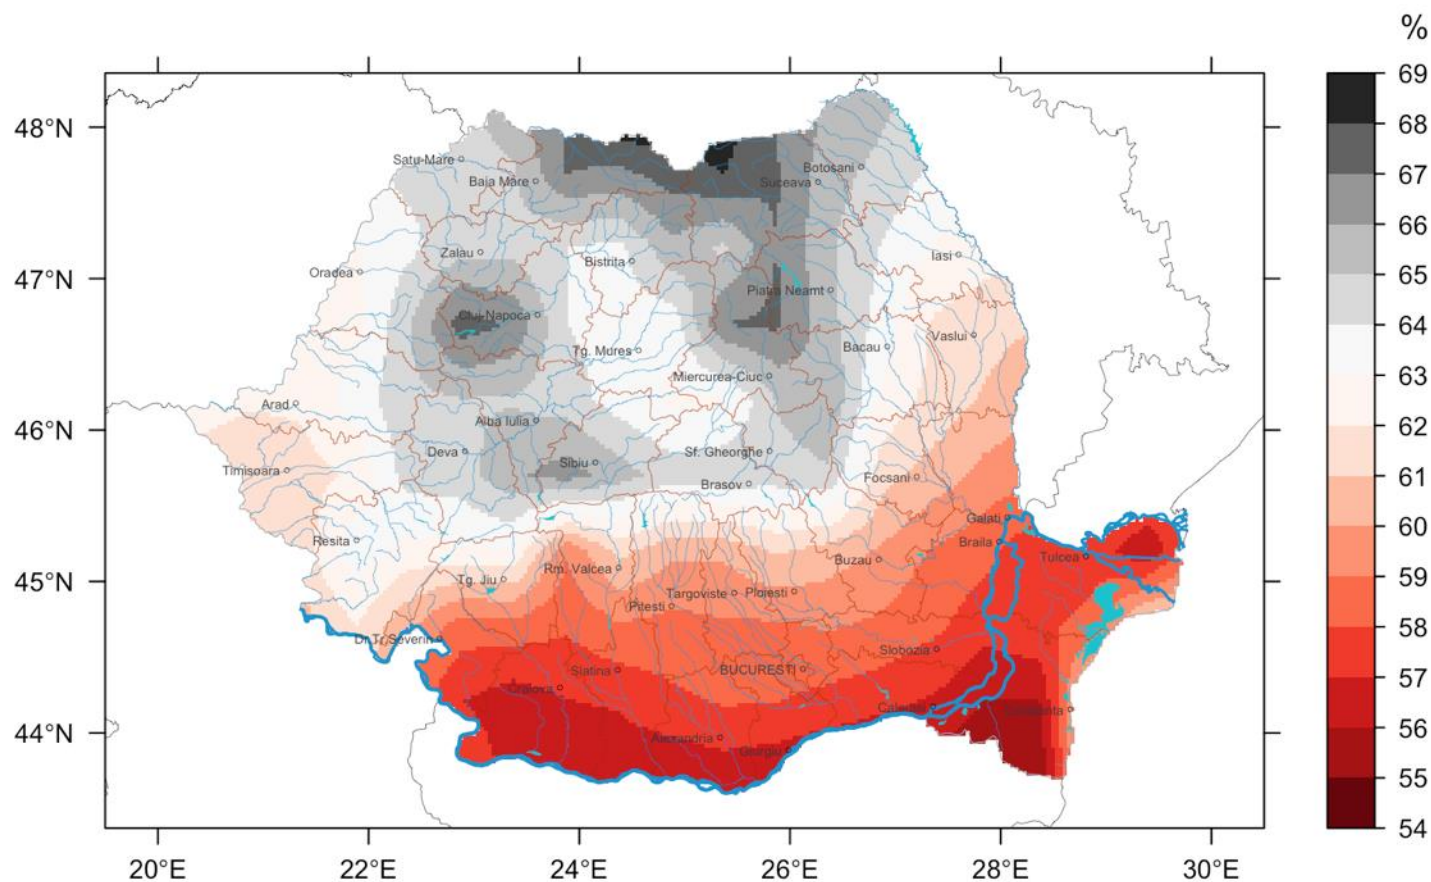 %
69
68
67
66
65
64
63
62
61
60
59
58
57
56
55
54
48°N
47°N
46°N
45°N
44°N
Satu-Mare
Baia Mare
Botosani
Suceava
Zalau
Bistrita
Iasi
Oradea
Piatra Neamt
Cluj-Napoca
Tg. Mures
Bacau
Vaslui
Miercurea-Ciuc
Arad
Alba Iulia
Deva
Sibiu
Sf. Gheorghe
Timisoara
Brasov
Focsani
Galati
Resita
Braila
Tulcea
Tg. Jiu
Rm. Valcea
Buzau
Targoviste
Ploiesti
Pitesti
Dr.Tr.Severin
Slatina
BUCURESTI
Slobozia
Craiova
Calarasi
Constanta
Alexandria
Giurgiu
20°E
22°E
24°E
26°E
28°E
30°E